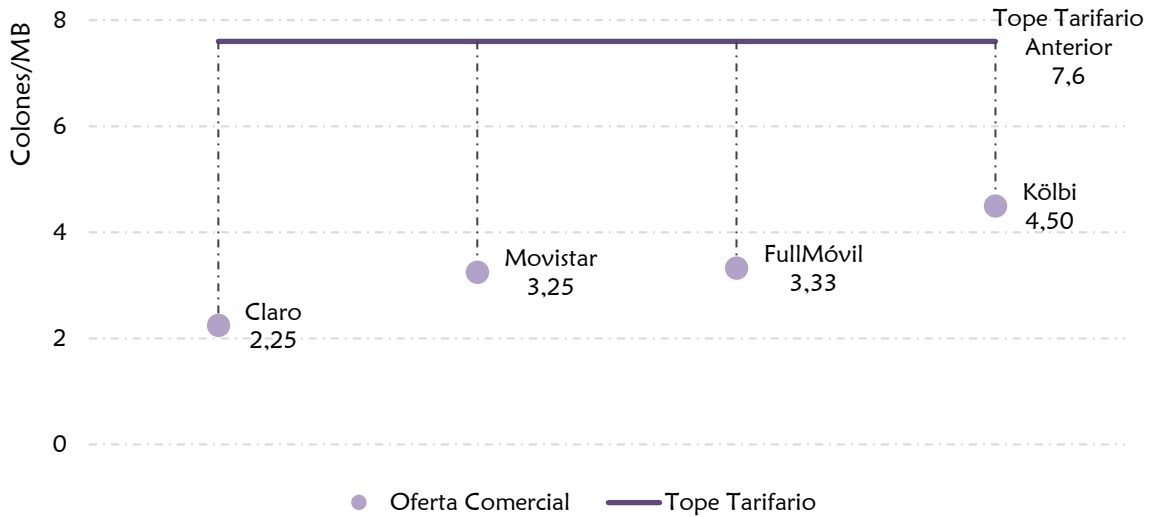 8
6
4
2
0
Colones/MB
Tope Tarifario
Anterior
7,6
Kölbi
4,50
Movistar
3,25
FullMóvil
3,33
Claro
2,25
Oferta Comercial
Tope Tarifario